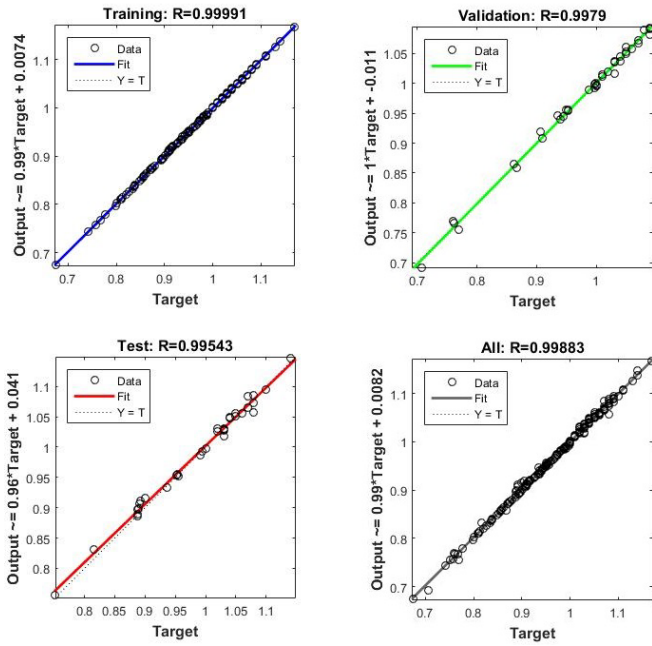 Training: R=0.99991
Data
Fit
Y = T
Output ~= 0.99*Target + 0.0074
1.1
1
0.9
0.8
0.7
0.7 0.8 0.9 1 1.1
Target
Validation: R=0.9979
Data
Fit
Y = T
Output ~= 1*Target + -0.011
1.05
1
0.95
0.9
0.85
0.8
0.75
0.7
0.7 0.8 0.9 1
Target
Test: R=0.99543
Data
Fit
Y = T
Output ~= 0.96*Target + 0.041
1.1
1.05
1
0.95
0.9
0.85
0.8
0.8 0.85 0.9 0.95 1 1.05 1.1
Target
All: R=0.99883
Data
Fit
Y = T
Output ~= 0.99*Target + 0.0082
1.1
1
0.9
0.8
0.7
0.7 0.8 0.9 1 1.1
Target